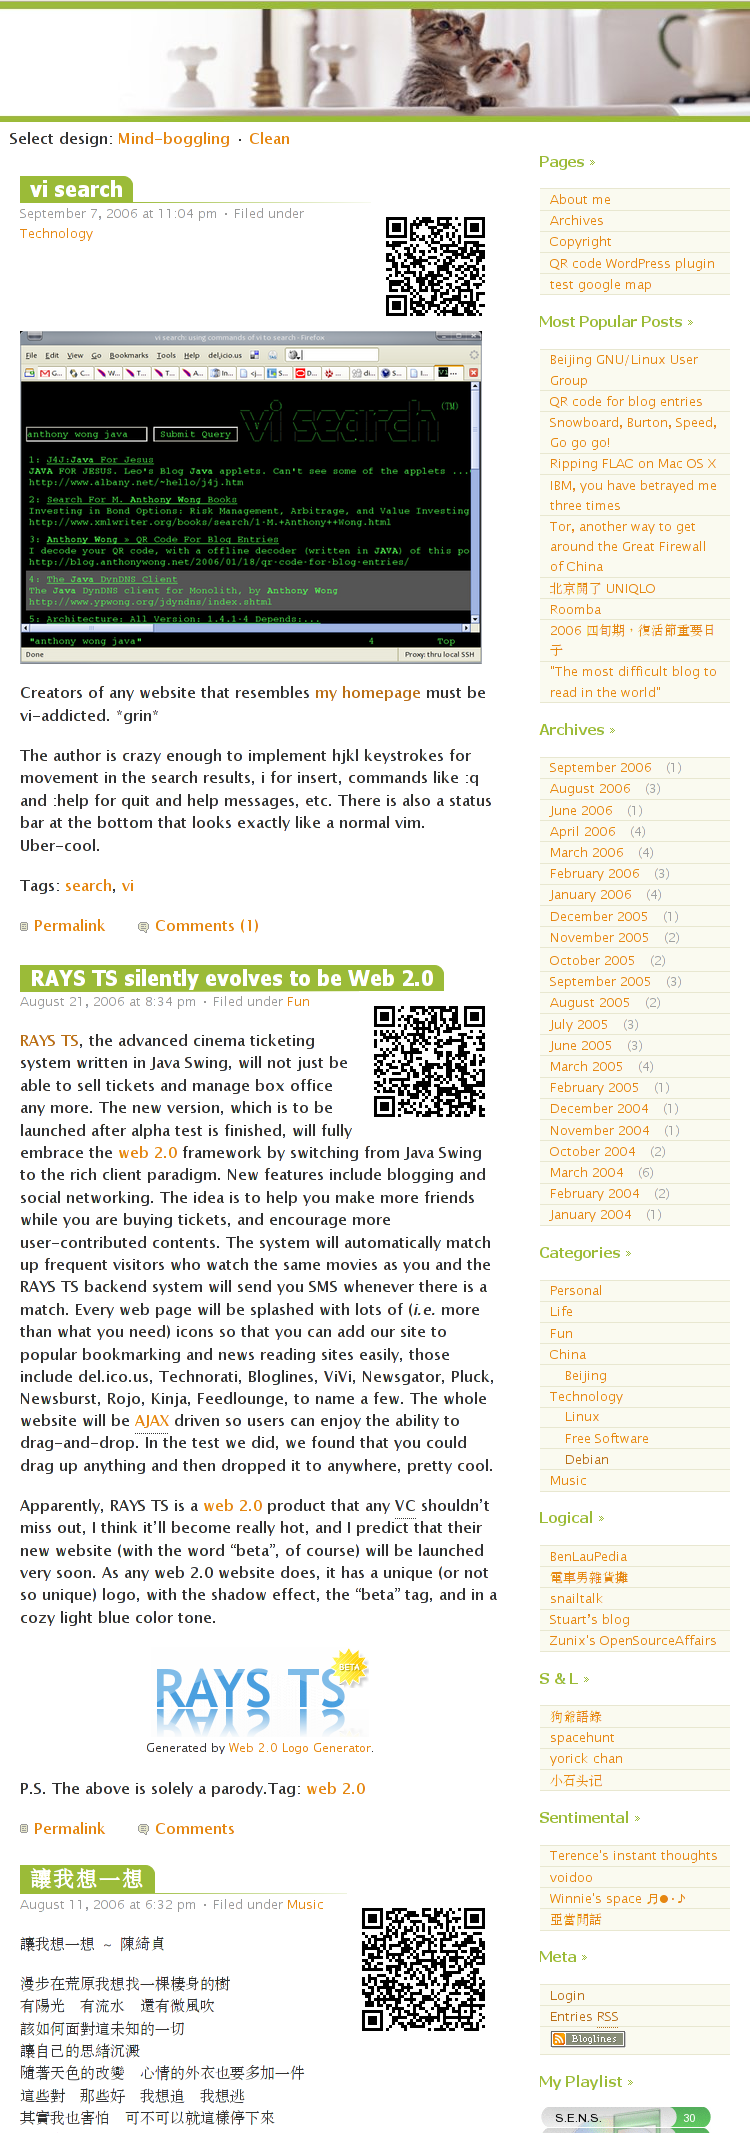 Select design: Mind-boggling · Clean
vi search
September 7, 2006 at 11:04 pm · Filed under
Technology
vi search: using commands of vi to search - Firefox
File Edit View Go Bookmarks Tools Help del.icio.us
vi search (TM)
anthony wong java Submit Query
1: J4J:Java For Jesus
JAVA FOR JESUS. Leo's Blog Java applets. Can't see some of the applets ...
http://www.albany.net/~hello/j4j.htm
2: Search For M. Anthony Wong Books
Investing in Bond Options: Risk Management, Arbitrage, and Value Investing
http://www.xmlwriter.org/books/search/1-M.+Anthony++Wong.html
3: Anthony Wong » QR Code For Blog Entries
I decode your QR code, with a offline decoder (written in JAVA) of this po
http://blog.anthonywong.net/2006/01/18/qr-code-for-blog-entries/
4: The Java DynDNS Client
The Java DynDNS client for Monolith, by Anthony Wong
http://www.ypwong.org/jdyndns/index.shtml
5: Architecture: All Version: 1.4.1-4 Depends:...
"anthony wong java" 4 Top
Done Proxy: thru local SSH
Creators of any website that resembles my homepage must be
vi-addicted. *grin*
The author is crazy enough to implement hjkl keystrokes for
movement in the search results, i for insert, commands like :q
and :help for quit and help messages, etc. There is also a status
bar at the bottom that looks exactly like a normal vim.
Uber-cool.
Tags: search, vi
Permalink Comments (1)
RAYS TS silently evolves to be Web 2.0
August 21, 2006 at 8:34 pm · Filed under Fun
RAYS TS, the advanced cinema ticketing
system written in Java Swing, will not just be
able to sell tickets and manage box office
any more. The new version, which is to be
launched after alpha test is finished, will fully
embrace the web 2.0 framework by switching from Java Swing
to the rich client paradigm. New features include blogging and
social networking. The idea is to help you make more friends
while you are buying tickets, and encourage more
user-contributed contents. The system will automatically match
up frequent visitors who watch the same movies as you and the
RAYS TS backend system will send you SMS whenever there is a
match. Every web page will be splashed with lots of (i.e. more
than what you need) icons so that you can add our site to
popular bookmarking and news reading sites easily, those
include del.ico.us, Technorati, Bloglines, ViVi, Newsgator, Pluck,
Newsburst, Rojo, Kinja, Feedlounge, to name a few. The whole
website will be AJAX driven so users can enjoy the ability to
drag-and-drop. In the test we did, we found that you could
drag up anything and then dropped it to anywhere, pretty cool.
Apparently, RAYS TS is a web 2.0 product that any VC shouldn't
miss out, I think it'll become really hot, and I predict that their
new website (with the word “beta”, of course) will be launched
very soon. As any web 2.0 website does, it has a unique (or not
so unique) logo, with the shadow effect, the “beta” tag, and in a
cozy light blue color tone.
RAYS TS BETA
Generated by Web 2.0 Logo Generator.
P.S. The above is solely a parody.Tag: web 2.0
Permalink Comments
讓我想一想
August 11, 2006 at 6:32 pm · Filed under Music
讓我想一想 ~ 陳綺貞
漫步在荒原我想找一棵棲身的樹
有陽光　有流水　還有微風吹
該如何面對這未知的一切
讓自己的思緒沉澱
隨著天色的改變　心情的外衣也要多加一件
這些對　那些好　我想追　我想逃
其實我也害怕　可不可以就這樣停下來
Pages »
About me
Archives
Copyright
QR code WordPress plugin
test google map
Most Popular Posts »
Beijing GNU/Linux User
Group
QR code for blog entries
Snowboard, Burton, Speed,
Go go go!
Ripping FLAC on Mac OS X
IBM, you have betrayed me
three times
Tor, another way to get
around the Great Firewall
of China
北京開了 UNIQLO
Roomba
2006 四旬期，復活節重要日
子
"The most difficult blog to
read in the world"
Archives »
September 2006 (1)
August 2006 (3)
June 2006 (1)
April 2006 (4)
March 2006 (4)
February 2006 (3)
January 2006 (4)
December 2005 (1)
November 2005 (2)
October 2005 (2)
September 2005 (3)
August 2005 (2)
July 2005 (3)
June 2005 (3)
March 2005 (4)
February 2005 (1)
December 2004 (1)
November 2004 (1)
October 2004 (2)
March 2004 (6)
February 2004 (2)
January 2004 (1)
Categories »
Personal
Life
Fun
China
Beijing
Technology
Linux
Free Software
Debian
Music
Logical »
BenLauPedia
電車男雜貨攤
snailtalk
Stuart's blog
Zunix's OpenSourceAffairs
S & L »
狗爺語錄
spacehunt
yorick chan
小石头记
Sentimental »
Terence's instant thoughts
voidoo
Winnie's space 月●·♪
亞當閒話
Meta »
Login
Entries RSS
Bloglines
My Playlist »
S.E.N.S. 30